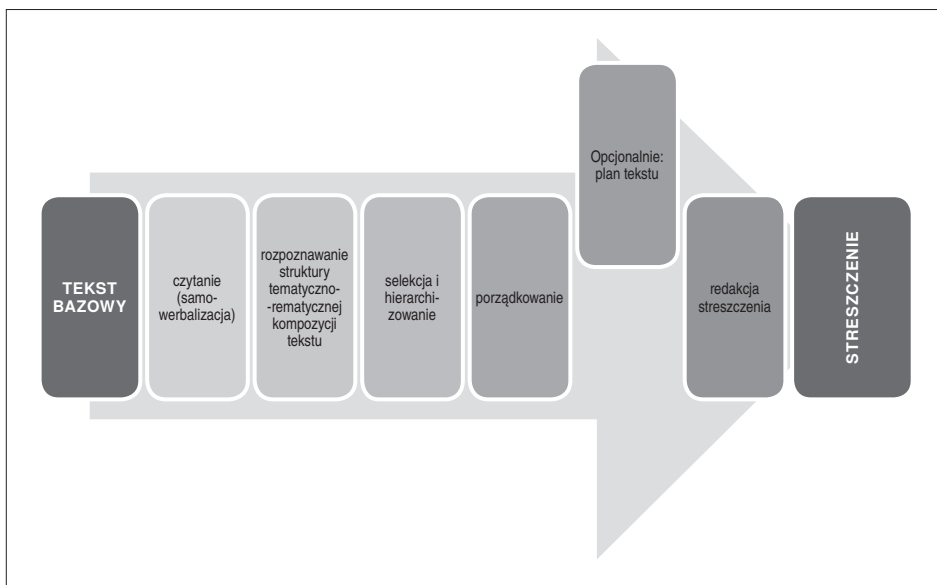 TEKST
BAZOWY
czytanie
(samo-
werbalizacja)
rozpoznawanie
struktury
tematyczno-
-rematycznej
kompozycji
tekstu
selekcja i
hierarchi-
zowanie
porządkowanie
Opcjonalnie:
plan tekstu
redakcja
streszczenia
STRESZCZENIE